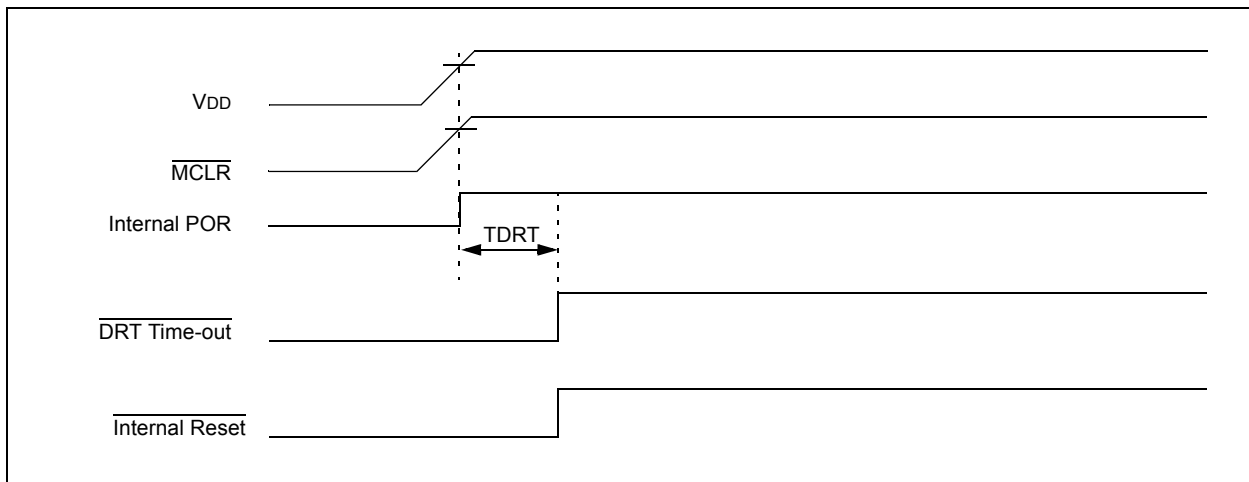 VDD
MCLR
Internal POR
TDRT
DRT Time-out
Internal Reset